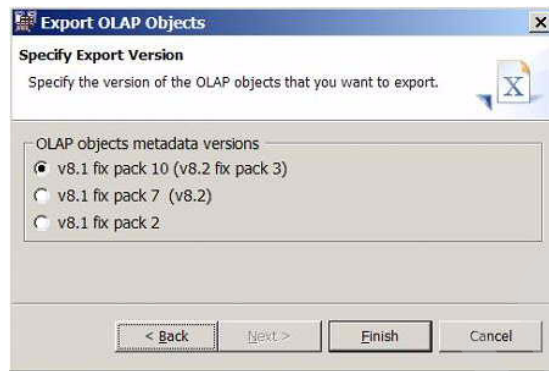 Export OLAP Objects
Specify Export Version
Specify the version of the OLAP objects that you want to export.
X
OLAP objects metadata versions
v8.1 fix pack 10 (v8.2 fix pack 3)
v8.1 fix pack 7 (v8.2)
v8.1 fix pack 2
< Back Next > Finish Cancel